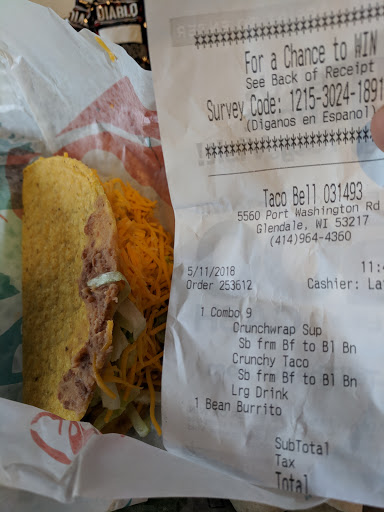 DIABLO
************************
For a Chance to WIN
See Back of Receipt
Survey Code: 1215-3024-1891
(Diganos en Espano]
************************
Taco Bell 031493
5560 Port Washington Rd
Glendale, WI 53217
(414)964-4360
5/11/2018 11:
Order 253612 Cashier: La
1 Combo 9
Crunchwrap Sup
Sb frm Bf to Bl Bn
Crunchy Taco
Sb frm Bf to Bl Bn
Lrg Drink
1 Bean Burrito
SubTotal
Tax
Total